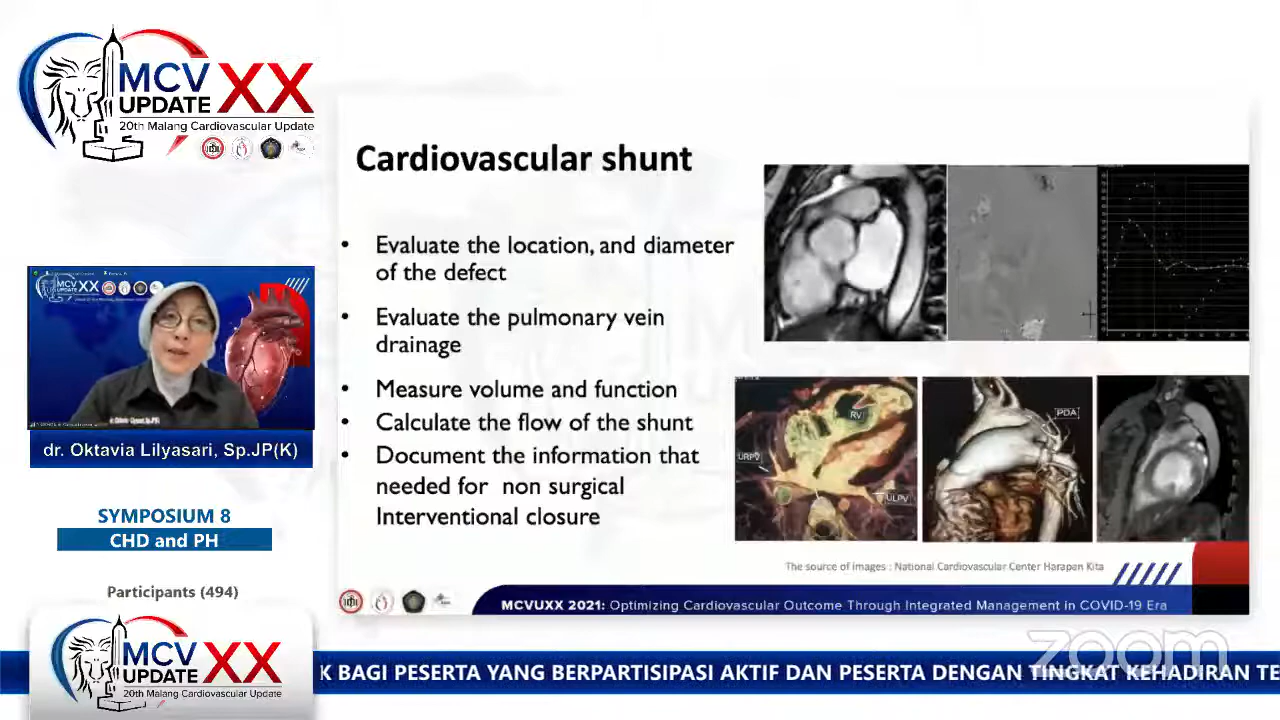 MCV XX
UPDATE
20th Malang Cardiovascular Update
MCV XX
UPDATE
dr. Oktavia Lilyasari, Sp.JP(K)
SYMPOSIUM 8
CHD and PH
Participants (494)
MCV XX
UPDATE
20th Malang Cardiovascular Update
Cardiovascular shunt
• Evaluate the location, and diameter
of the defect
• Evaluate the pulmonary vein
drainage
• Measure volume and function
• Calculate the flow of the shunt
• Document the information that
needed for non surgical
Interventional closure
RV
URPV
ULPV
PDA
The source of images : National Cardiovascular Center Harapan Kita
MCVUXX 2021: Optimizing Cardiovascular Outcome Through Integrated Management in COVID-19 Era
zoom
K BAGI PESERTA YANG BERPARTISIPASI AKTIF DAN PESERTA DENGAN TINGKAT KEHADIRAN TE